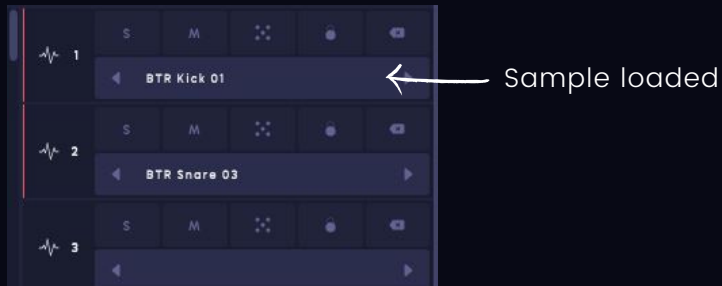 S M
1
BTR Kick 01
Sample loaded
S M
2
BTR Snare 03
S M
3